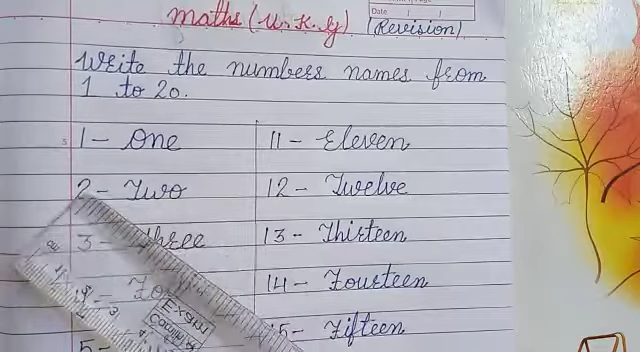 Date
maths (U.K.g) (Revision)
Write the numbers names from
1 to 20.
1 - One
2 - Two
3 - Three
5 -
11 - Eleven
12 - Twelve
13 - Thirteen
14 - Fourteen
15 - Fifteen